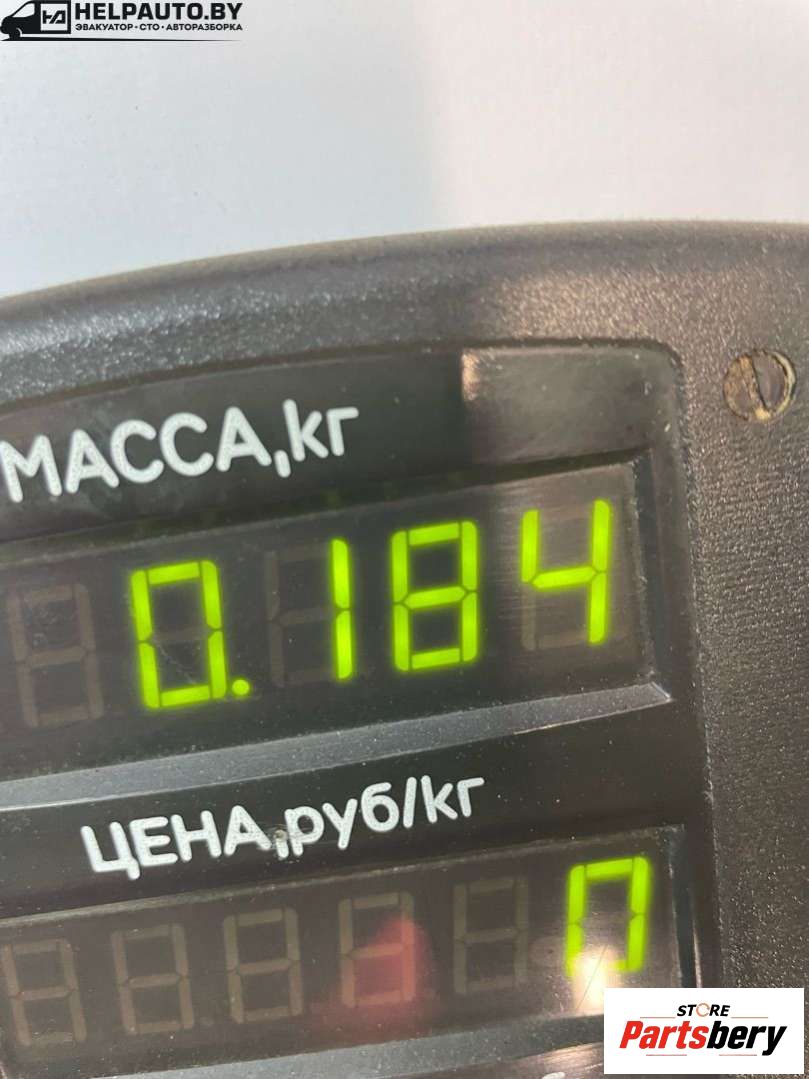 HELPAUTO.BY
ЭВАКУАТОР • СТО • АВТОРАЗБОРКА
МАССА,кг
0.184
ЦЕНА,руб/кг
0
STORE
Partsbery